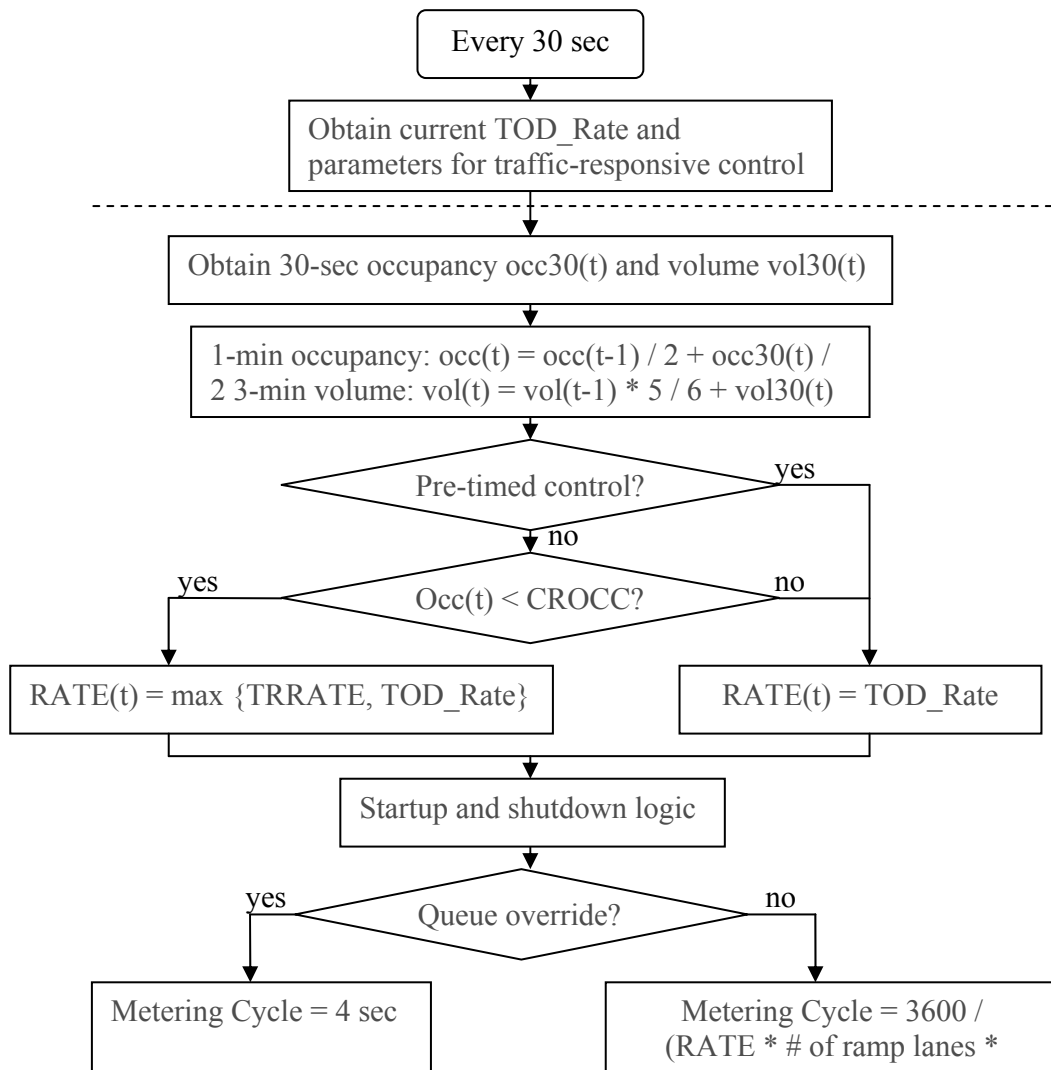 Every 30 sec
Obtain current TOD_Rate and
parameters for traffic-responsive control
Obtain 30-sec occupancy occ30(t) and volume vol30(t)
1-min occupancy: occ(t) = occ(t-1) / 2 + occ30(t) /
2 3-min volume: vol(t) = vol(t-1) * 5 / 6 + vol30(t)
Pre-timed control?
yes
no
Occ(t) < CROCC?
yes
no
RATE(t) = max {TRRATE, TOD_Rate}
RATE(t) = TOD_Rate
Startup and shutdown logic
Queue override?
yes
no
Metering Cycle = 4 sec
Metering Cycle = 3600 /
(RATE * # of ramp lanes *